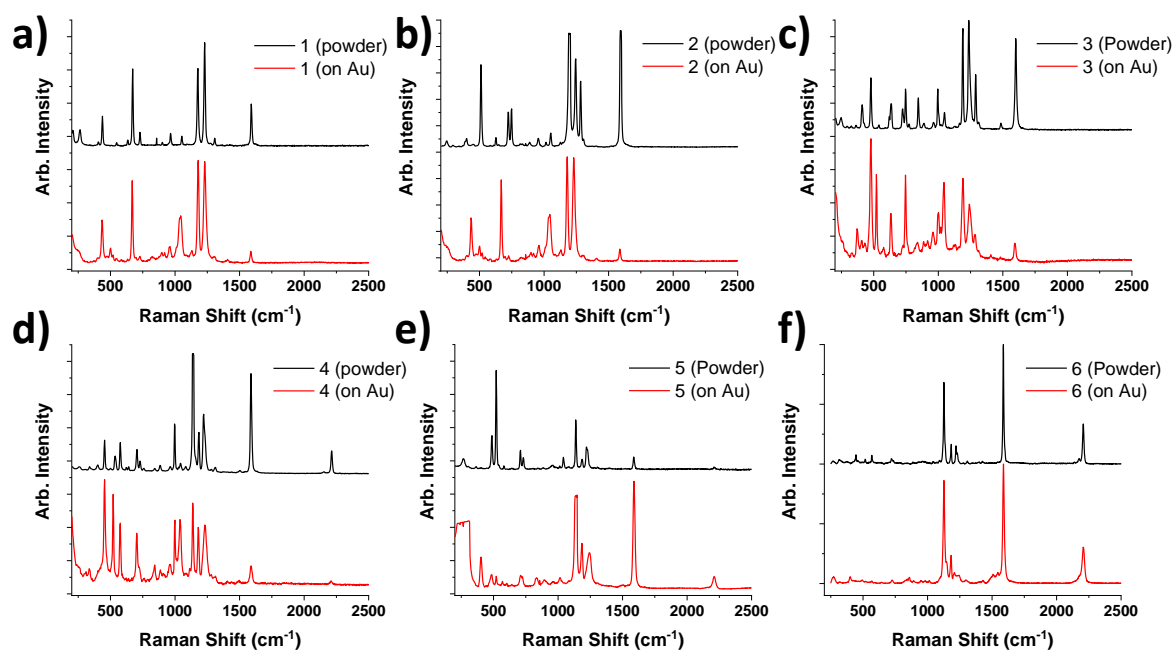 a)
1 (powder)
1 (on Au)
Arb. Intensity
500 1000 1500 2000 2500
Raman Shift (cm⁻¹)
b)
2 (powder)
2 (on Au)
Arb. Intensity
500 1000 1500 2000 2500
Raman Shift (cm⁻¹)
c)
3 (Powder)
3 (on Au)
Arb. Intensity
500 1000 1500 2000 2500
Raman Shift (cm⁻¹)
d)
4 (powder)
4 (on Au)
Arb. Intensity
500 1000 1500 2000 2500
Raman Shift (cm⁻¹)
e)
5 (Powder)
5 (on Au)
Arb. Intensity
500 1000 1500 2000 2500
Raman Shift (cm⁻¹)
f)
6 (Powder)
6 (on Au)
Arb. Intensity
500 1000 1500 2000 2500
Raman Shift (cm⁻¹)